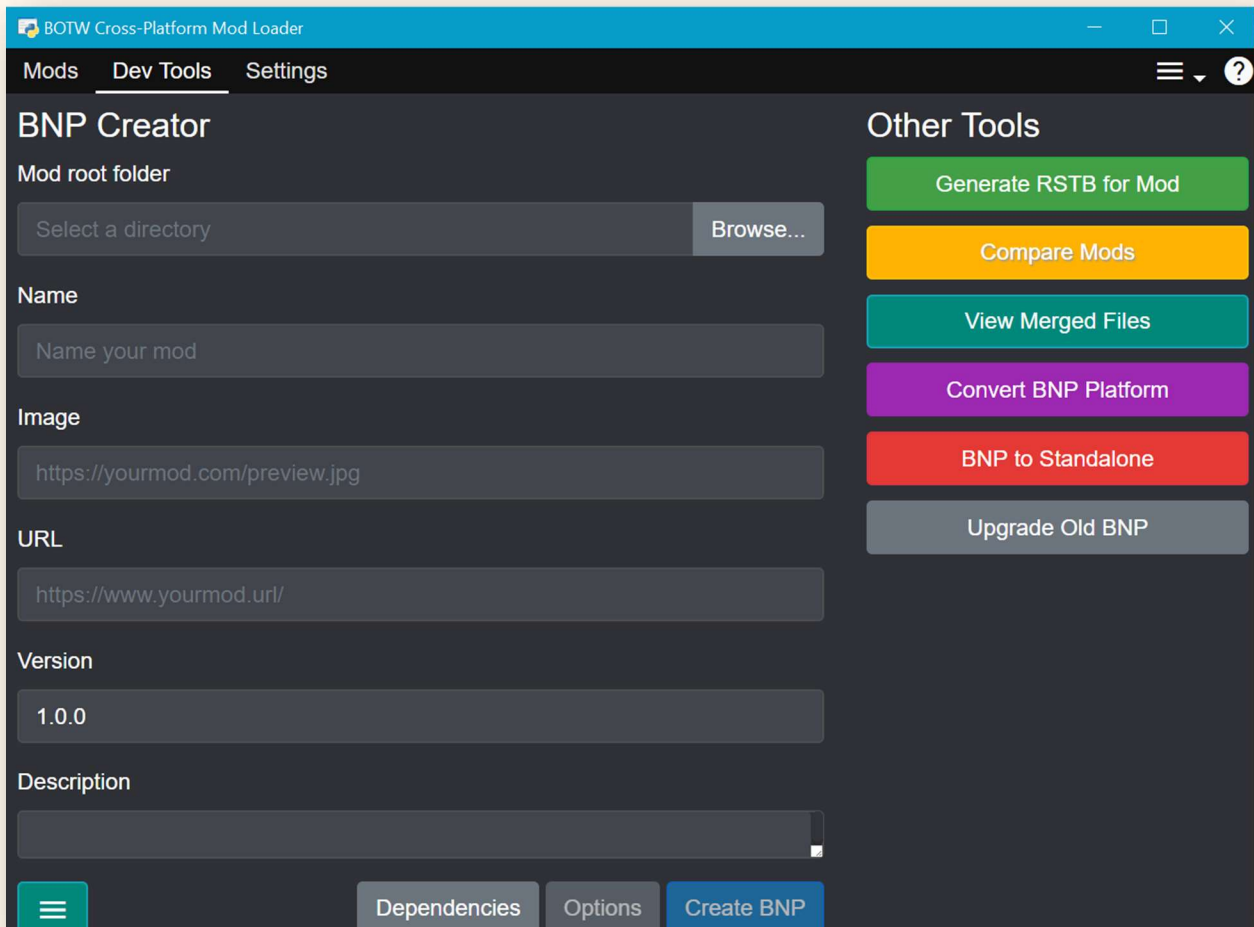 BOTW Cross-Platform Mod Loader
Mods Dev Tools Settings
?
BNP Creator
Mod root folder
Select a directory
Browse...
Name
Name your mod
Image
https://yourmod.com/preview.jpg
URL
https://www.yourmod.url/
Version
1.0.0
Description
Dependencies
Options
Create BNP
Other Tools
Generate RSTB for Mod
Compare Mods
View Merged Files
Convert BNP Platform
BNP to Standalone
Upgrade Old BNP